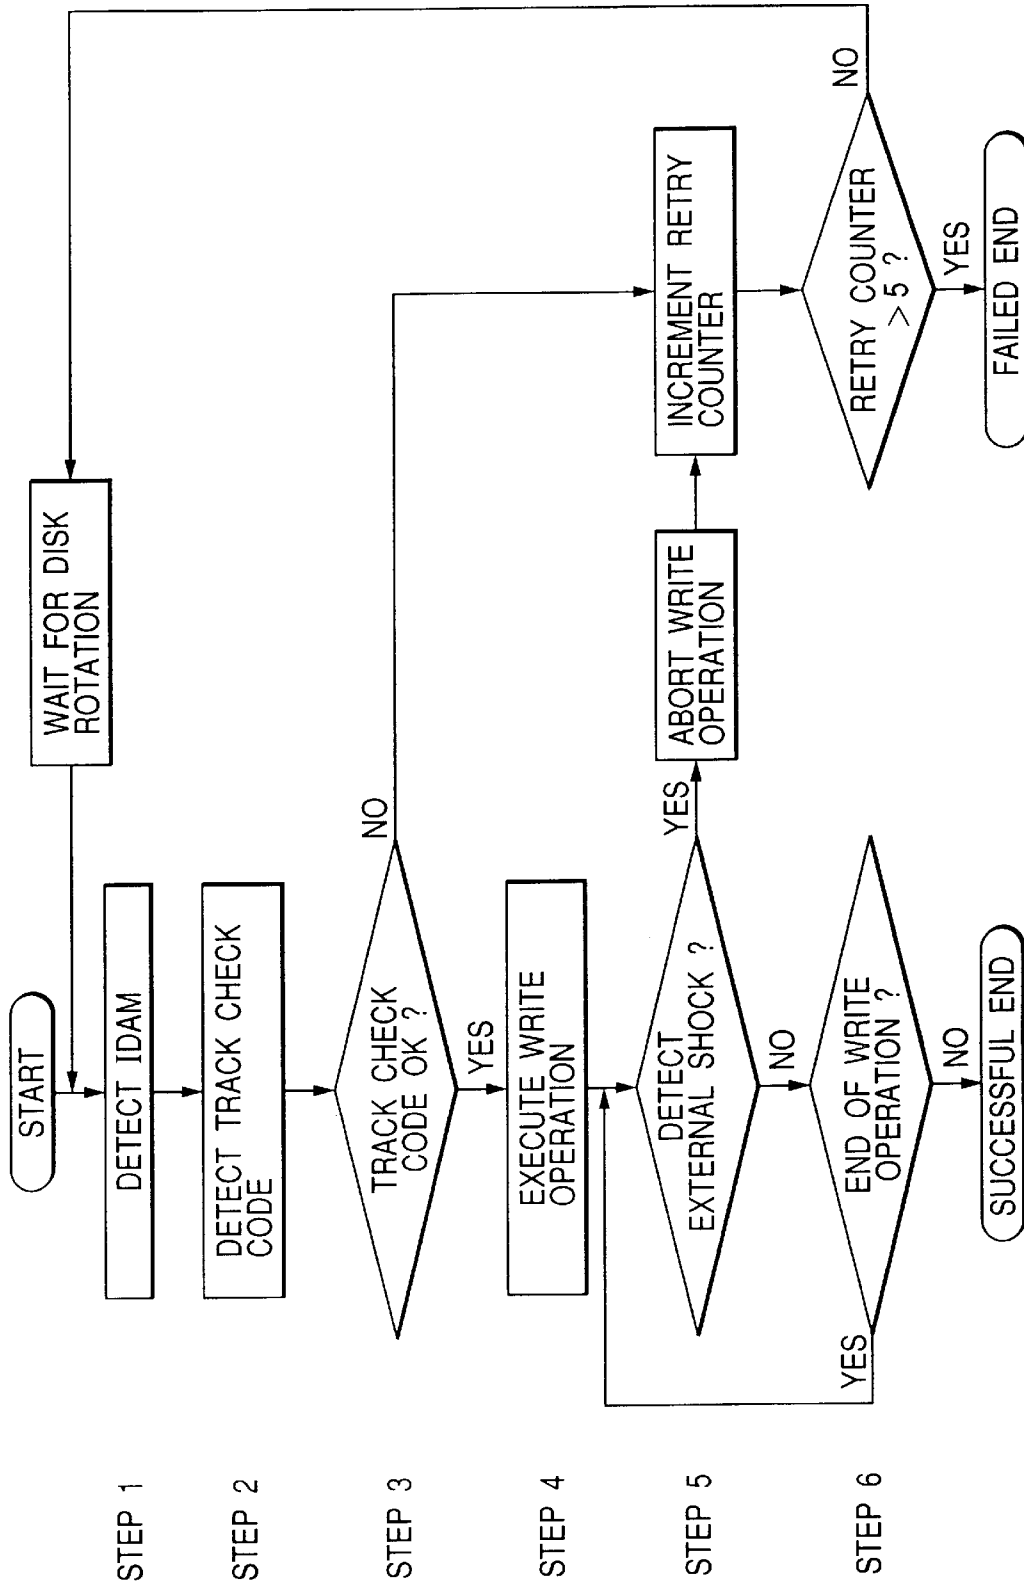 START
WAIT FOR DISK
ROTATION
STEP 1
DETECT IDAM
STEP 2
DETECT TRACK CHECK
CODE
STEP 3
TRACK CHECK
CODE OK ?
NO
YES
STEP 4
EXECUTE WRITE
OPERATION
STEP 5
DETECT
EXTERNAL SHOCK ?
YES
ABORT WRITE
OPERATION
INCREMENT RETRY
COUNTER
NO
STEP 6
YES
END OF WRITE
OPERATION ?
RETRY COUNTER
>5 ?
NO
NO
YES
SUCCESSFUL END
FAILED END